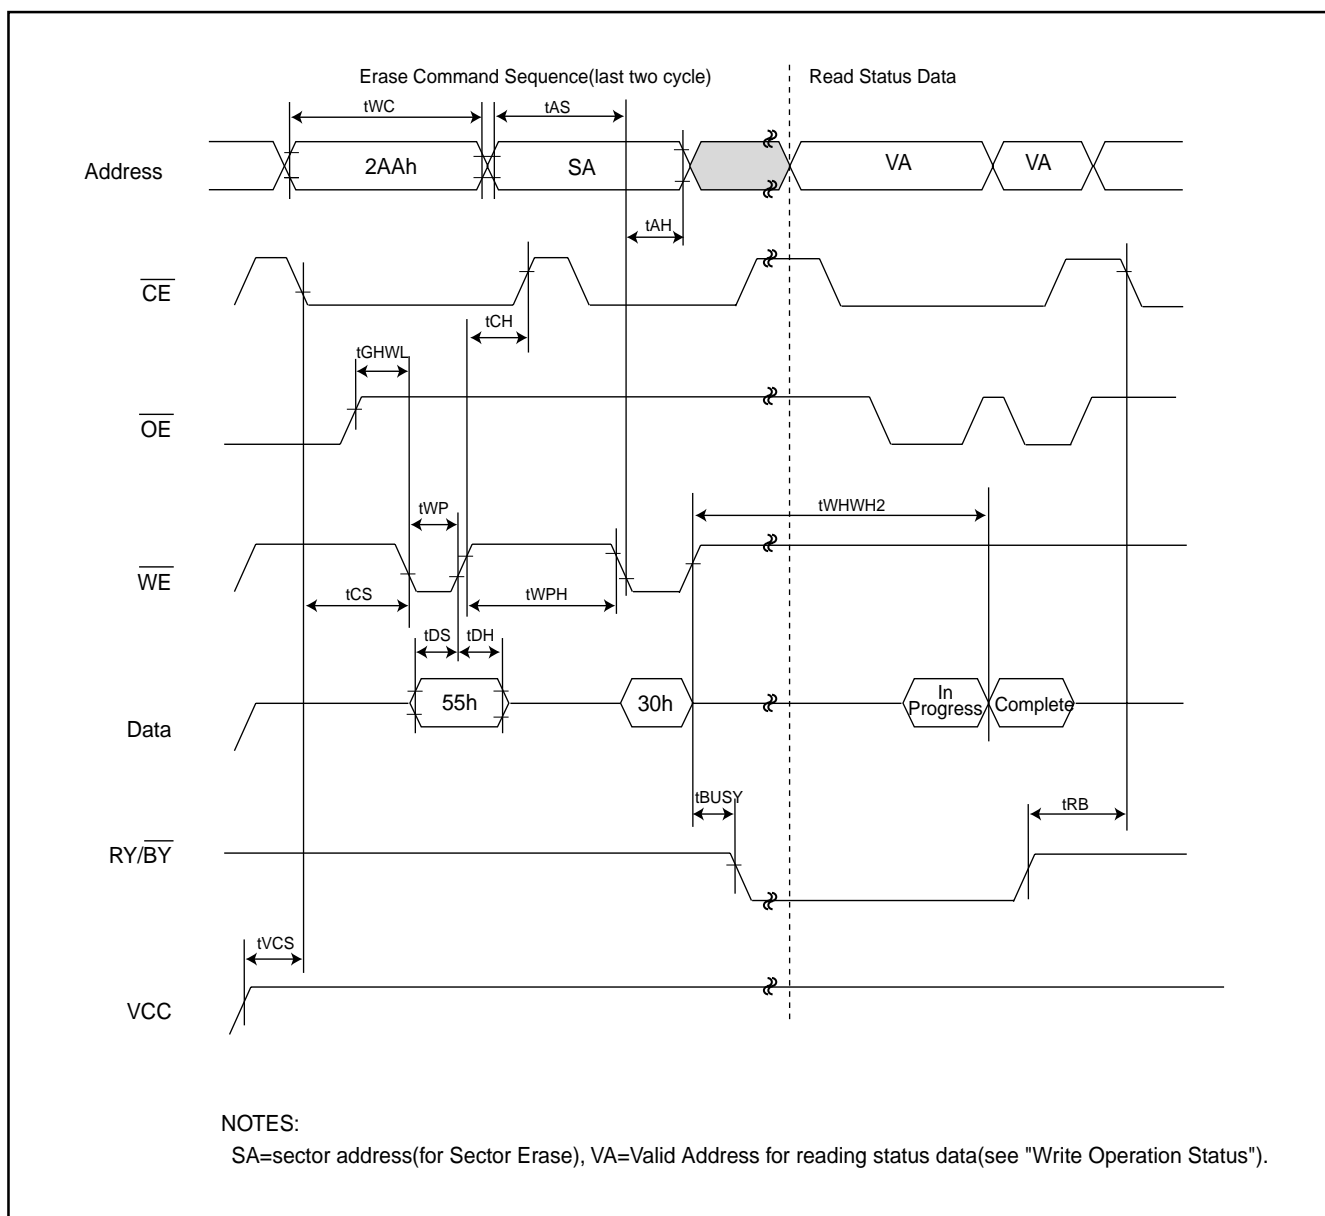 Erase Command Sequence(last two cycle)
Read Status Data
tWC
tAS
Address
2AAh
SA
VA
VA
tAH
CE
tCH
tGHWL
OE
tWP
tWHWH2
WE
tCS
tWPH
tDS
tDH
55h
30h
In
Progress
Complete
Data
tBUSY
tRB
RY/BY
tVCS
VCC
NOTES:
SA=sector address(for Sector Erase), VA=Valid Address for reading status data(see "Write Operation Status").